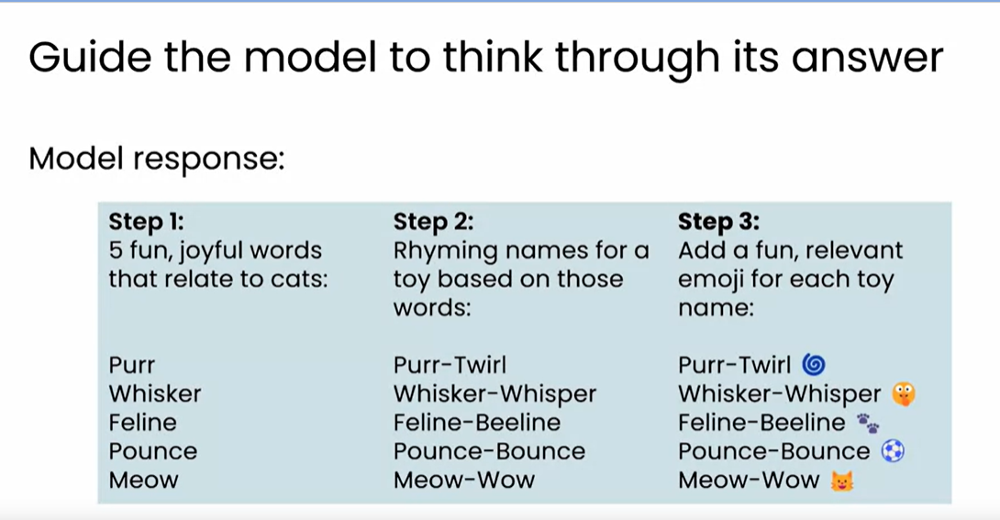 Guide the model to think through its answer
Model response:
Step 1:
5 fun, joyful words
that relate to cats:
Purr
Whisker
Feline
Pounce
Meow
Step 2:
Rhyming names for a
toy based on those
words:
Purr-Twirl
Whisker-Whisper
Feline-Beeline
Pounce-Bounce
Meow-Wow
Step 3:
Add a fun, relevant
emoji for each toy
name:
Purr-Twirl 🌀
Whisker-Whisper 🤫
Feline-Beeline 🐾
Pounce-Bounce ⚽
Meow-Wow 😺